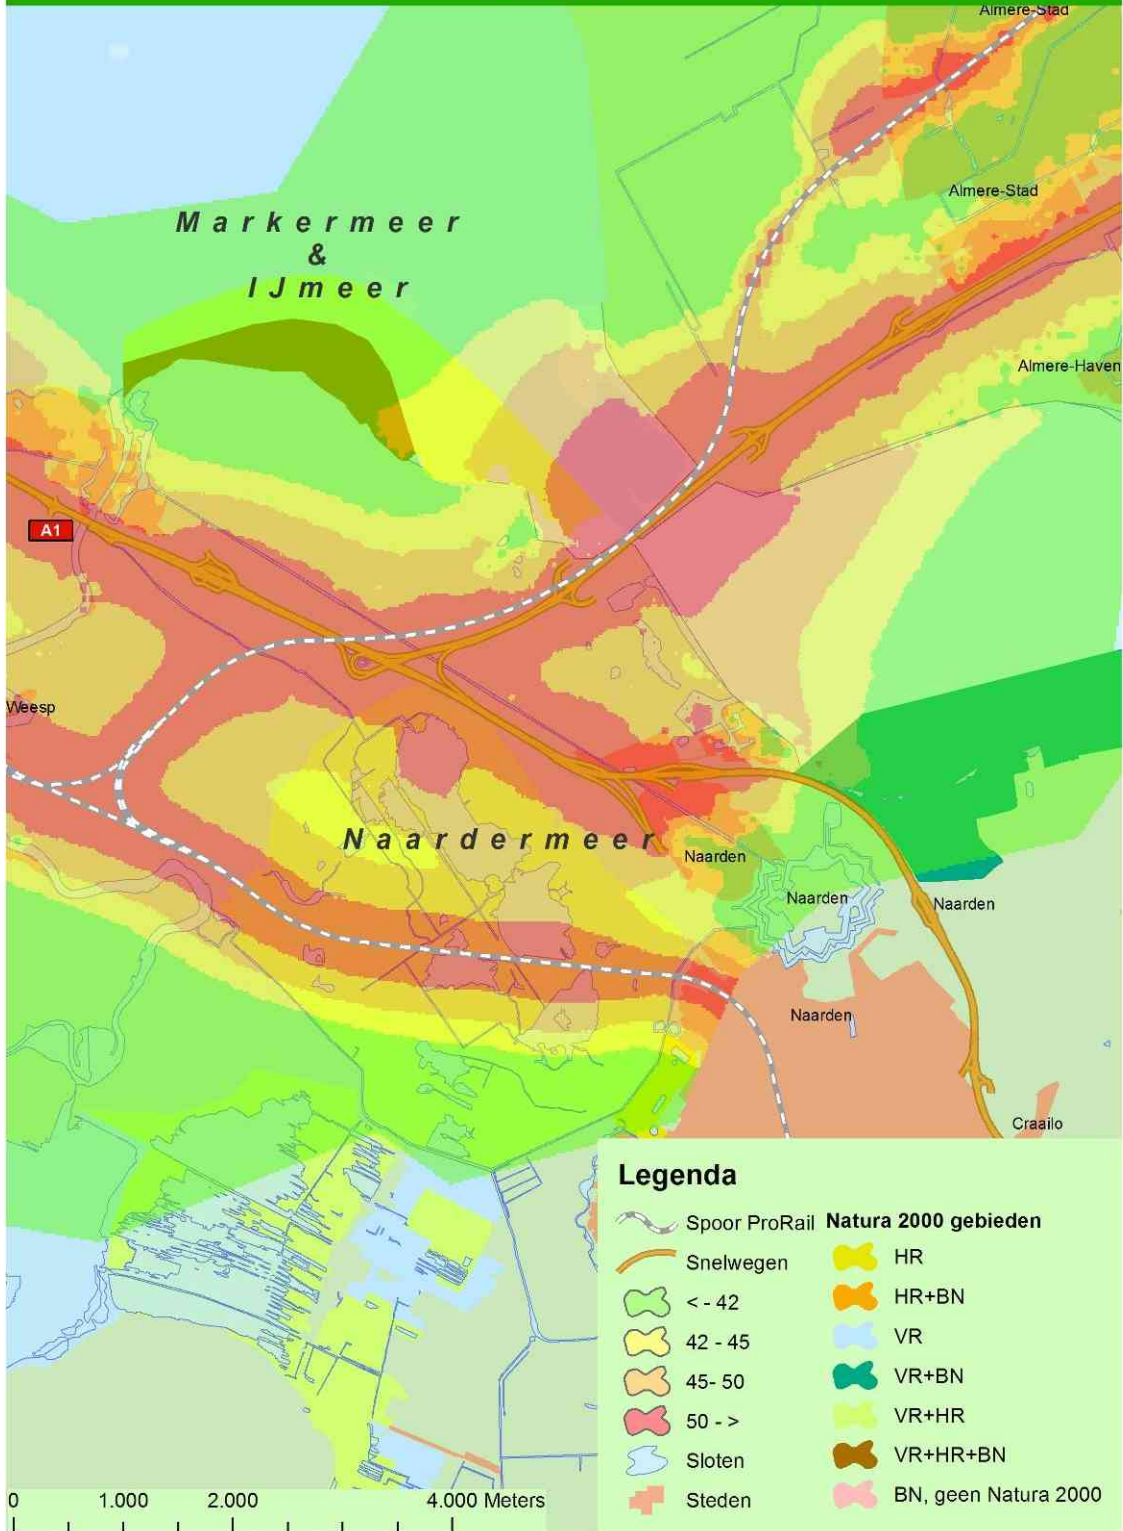 Almere-Stad
Almere-Stad
Markermeer
&
IJmeer
Almere-Haven
A1
Weesp
Naardermeer
Naarden
Naarden
Naarden
Naarden
Craailo
Legenda
Spoor ProRail
Snelwegen
< - 42
42 - 45
45- 50
50 - >
Sloten
Steden
Natura 2000 gebieden
HR
HR+BN
VR
VR+BN
VR+HR
VR+HR+BN
BN, geen Natura 2000
0 1.000 2.000 4.000 Meters